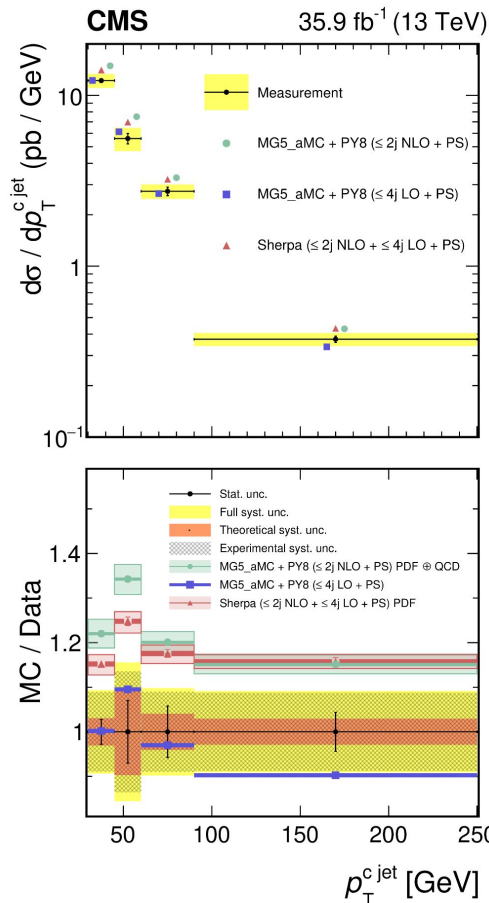 CMS 35.9 fb⁻¹ (13 TeV)
dσ / dp_T^{c jet} (pb / GeV)
10
1
10⁻¹
Measurement
MG5_aMC + PY8 (≤ 2j NLO + PS)
MG5_aMC + PY8 (≤ 4j LO + PS)
Sherpa (≤ 2j NLO + ≤ 4j LO + PS)
MC / Data
1.4
1.2
1
Stat. unc.
Full syst. unc.
Theoretical syst. unc.
Experimental syst. unc.
MG5_aMC + PY8 (≤ 2j NLO + PS) PDF ⊕ QCD
MG5_aMC + PY8 (≤ 4j LO + PS)
Sherpa (≤ 2j NLO + ≤ 4j LO + PS) PDF
50 100 150 200 250
p_T^{c jet} [GeV]